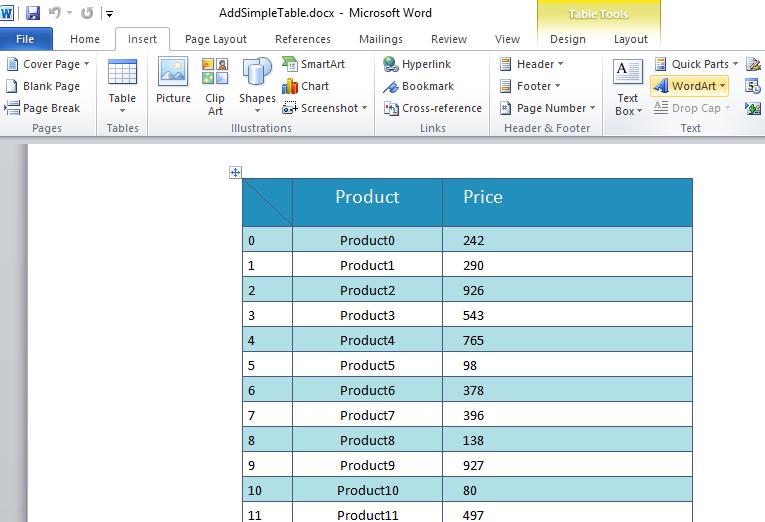 W AddSimpleTable.docx - Microsoft Word Table Tools
File Home Insert Page Layout References Mailings Review View Design Layout
Cover Page
Blank Page
Page Break
Pages
Table
Tables
Picture
Clip Art
Shapes
SmartArt
Chart
Screenshot
Illustrations
Hyperlink
Bookmark
Cross-reference
Links
Header
Footer
Page Number
Header & Footer
A
Text Box
Quick Parts
WordArt
Drop Cap
Text
Product Price
0 Product0 242
1 Product1 290
2 Product2 926
3 Product3 543
4 Product4 765
5 Product5 98
6 Product6 378
7 Product7 396
8 Product8 138
9 Product9 927
10 Product10 80
11 Product11 497